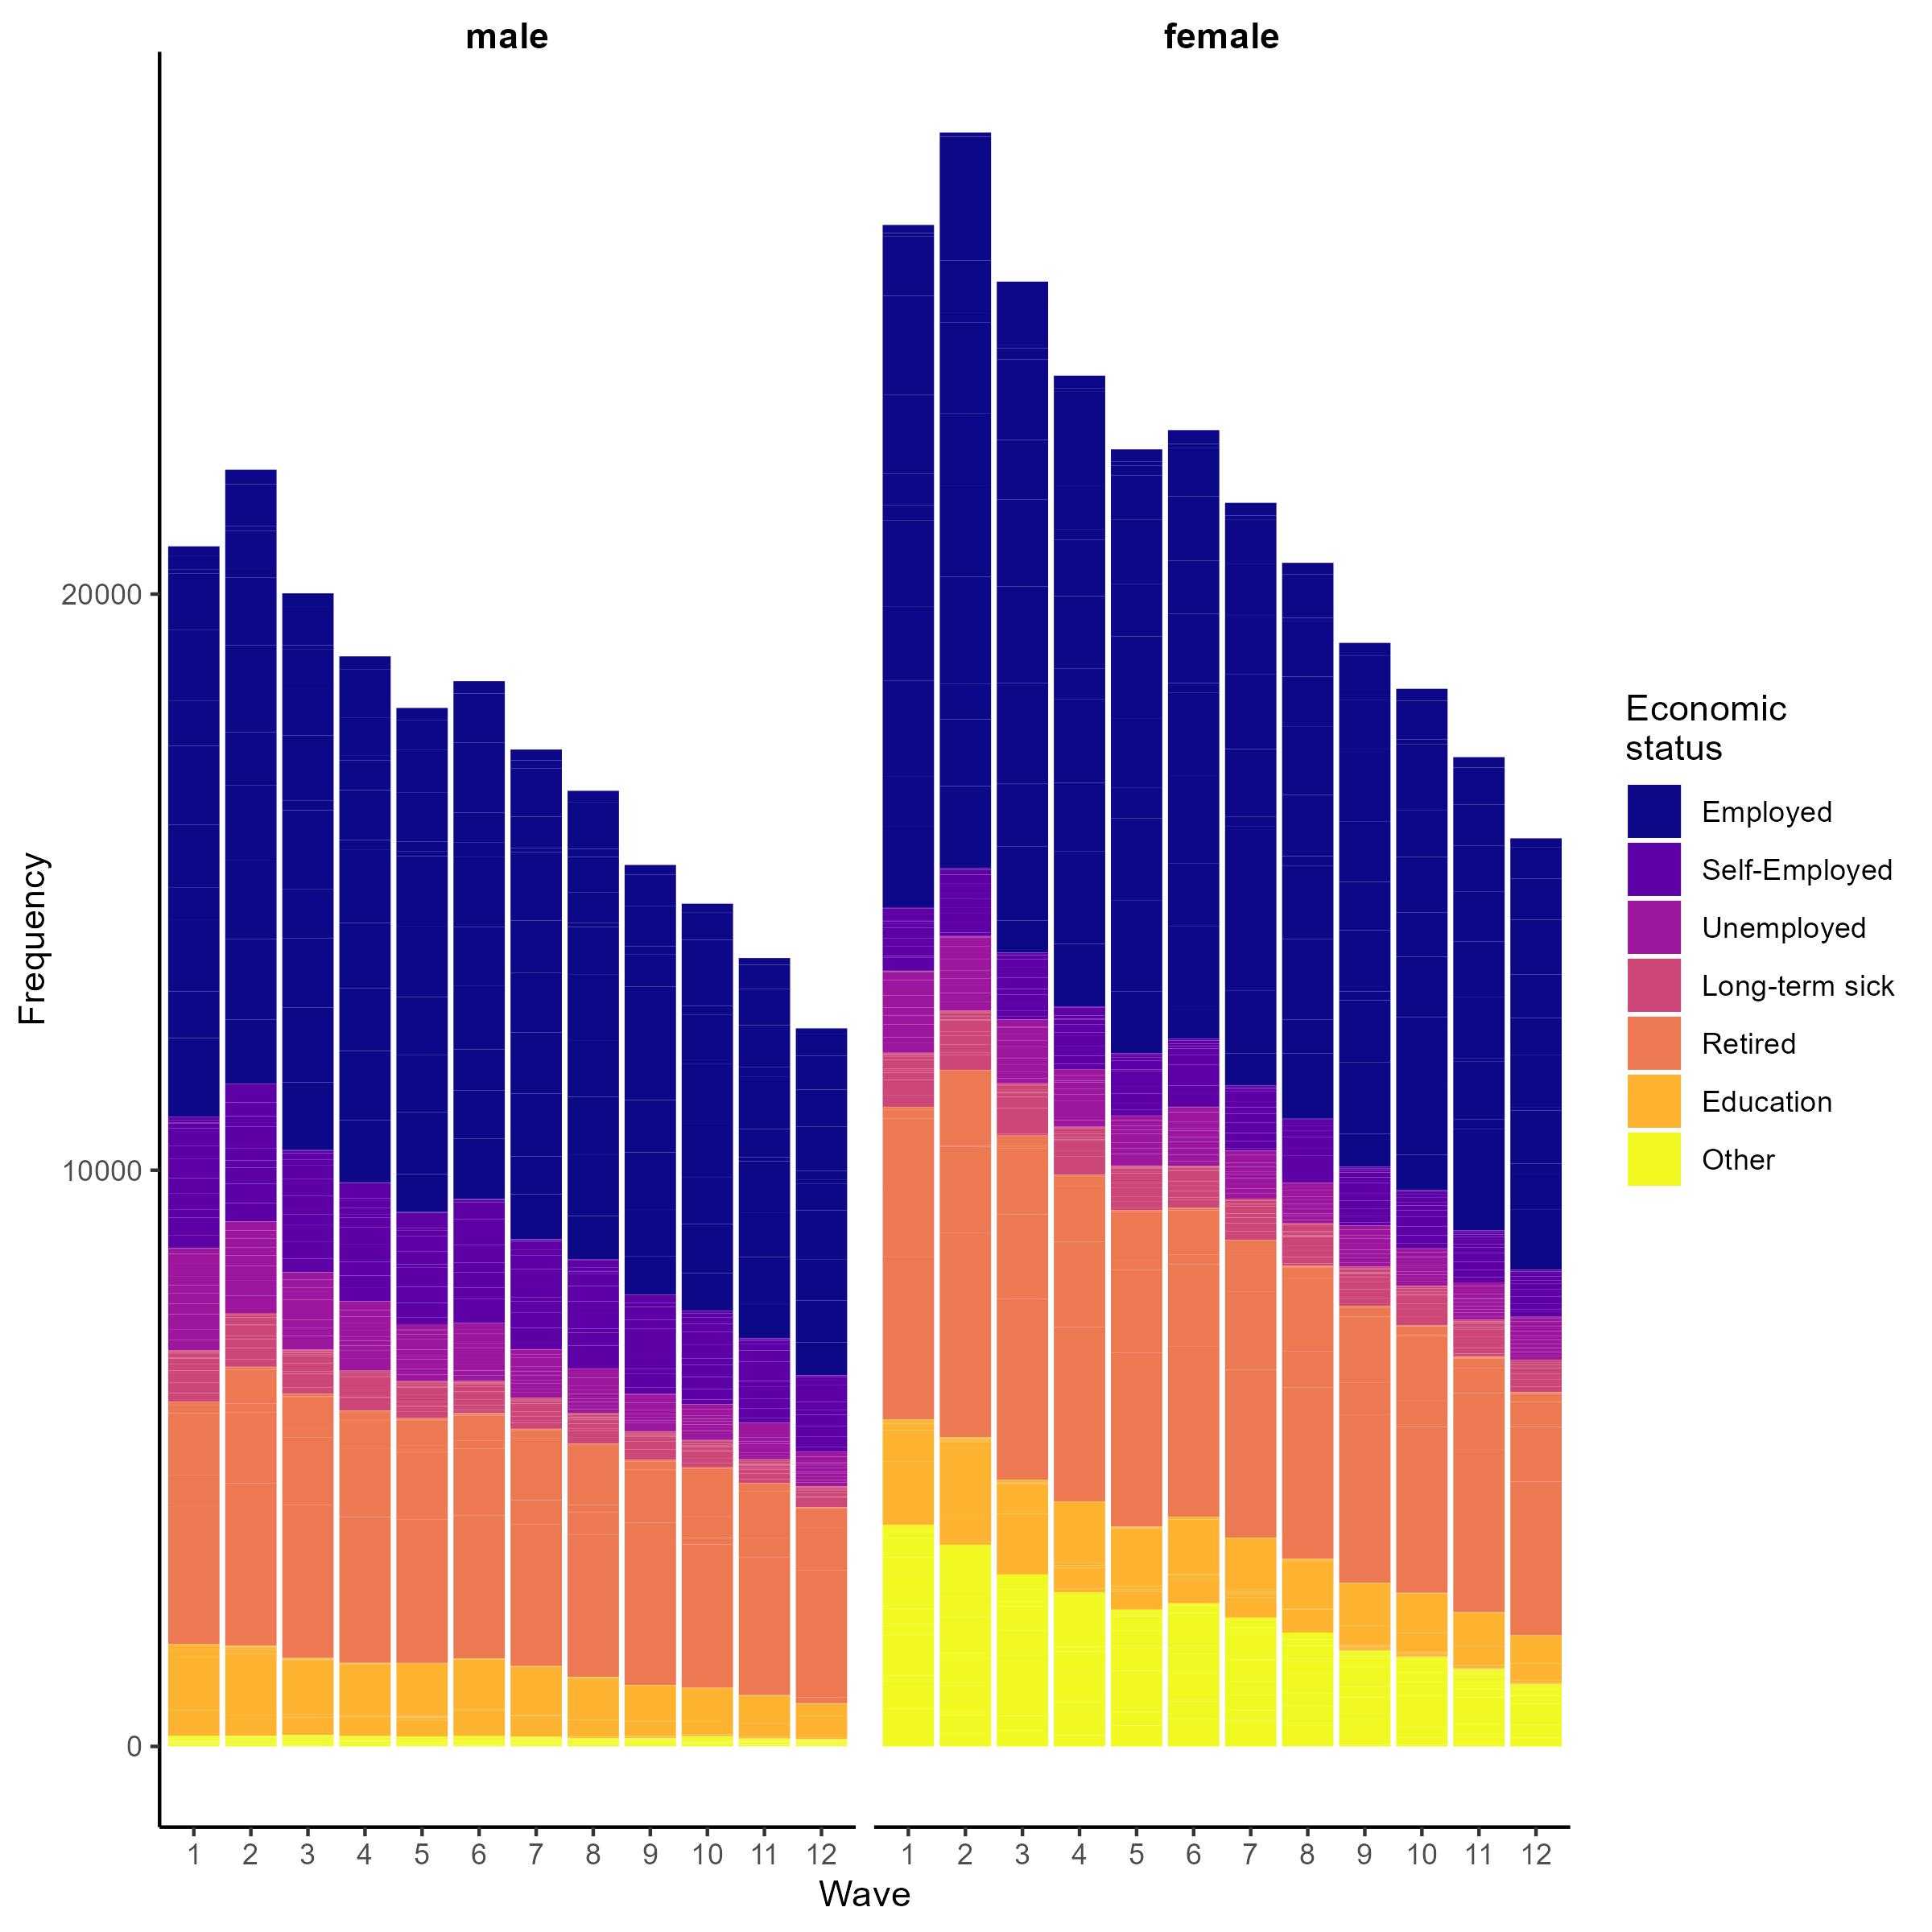 male
female
20000
10000
0
Frequency
1 2 3 4 5 6 7 8 9 10 11 12
1 2 3 4 5 6 7 8 9 10 11 12
Wave
Economic
status
Employed
Self-Employed
Unemployed
Long-term sick
Retired
Education
Other